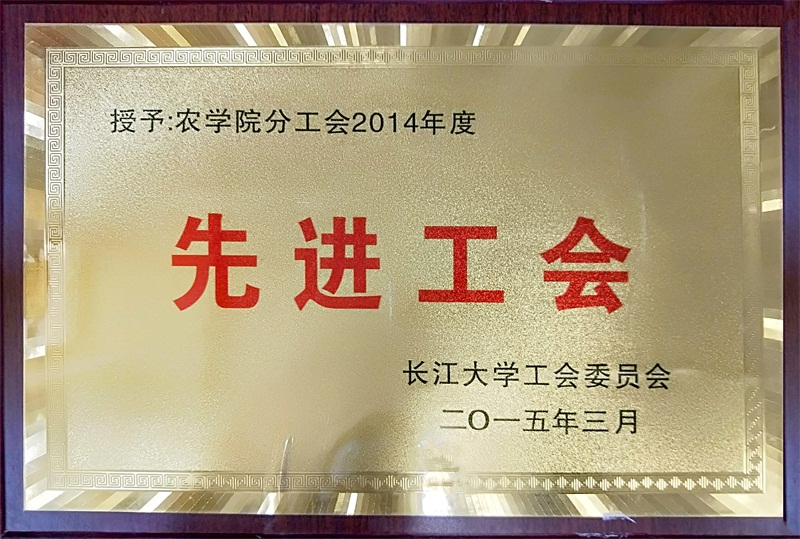 授予:农学院分工会2014年度
先进工会
长江大学工会委员会
二〇一五年三月